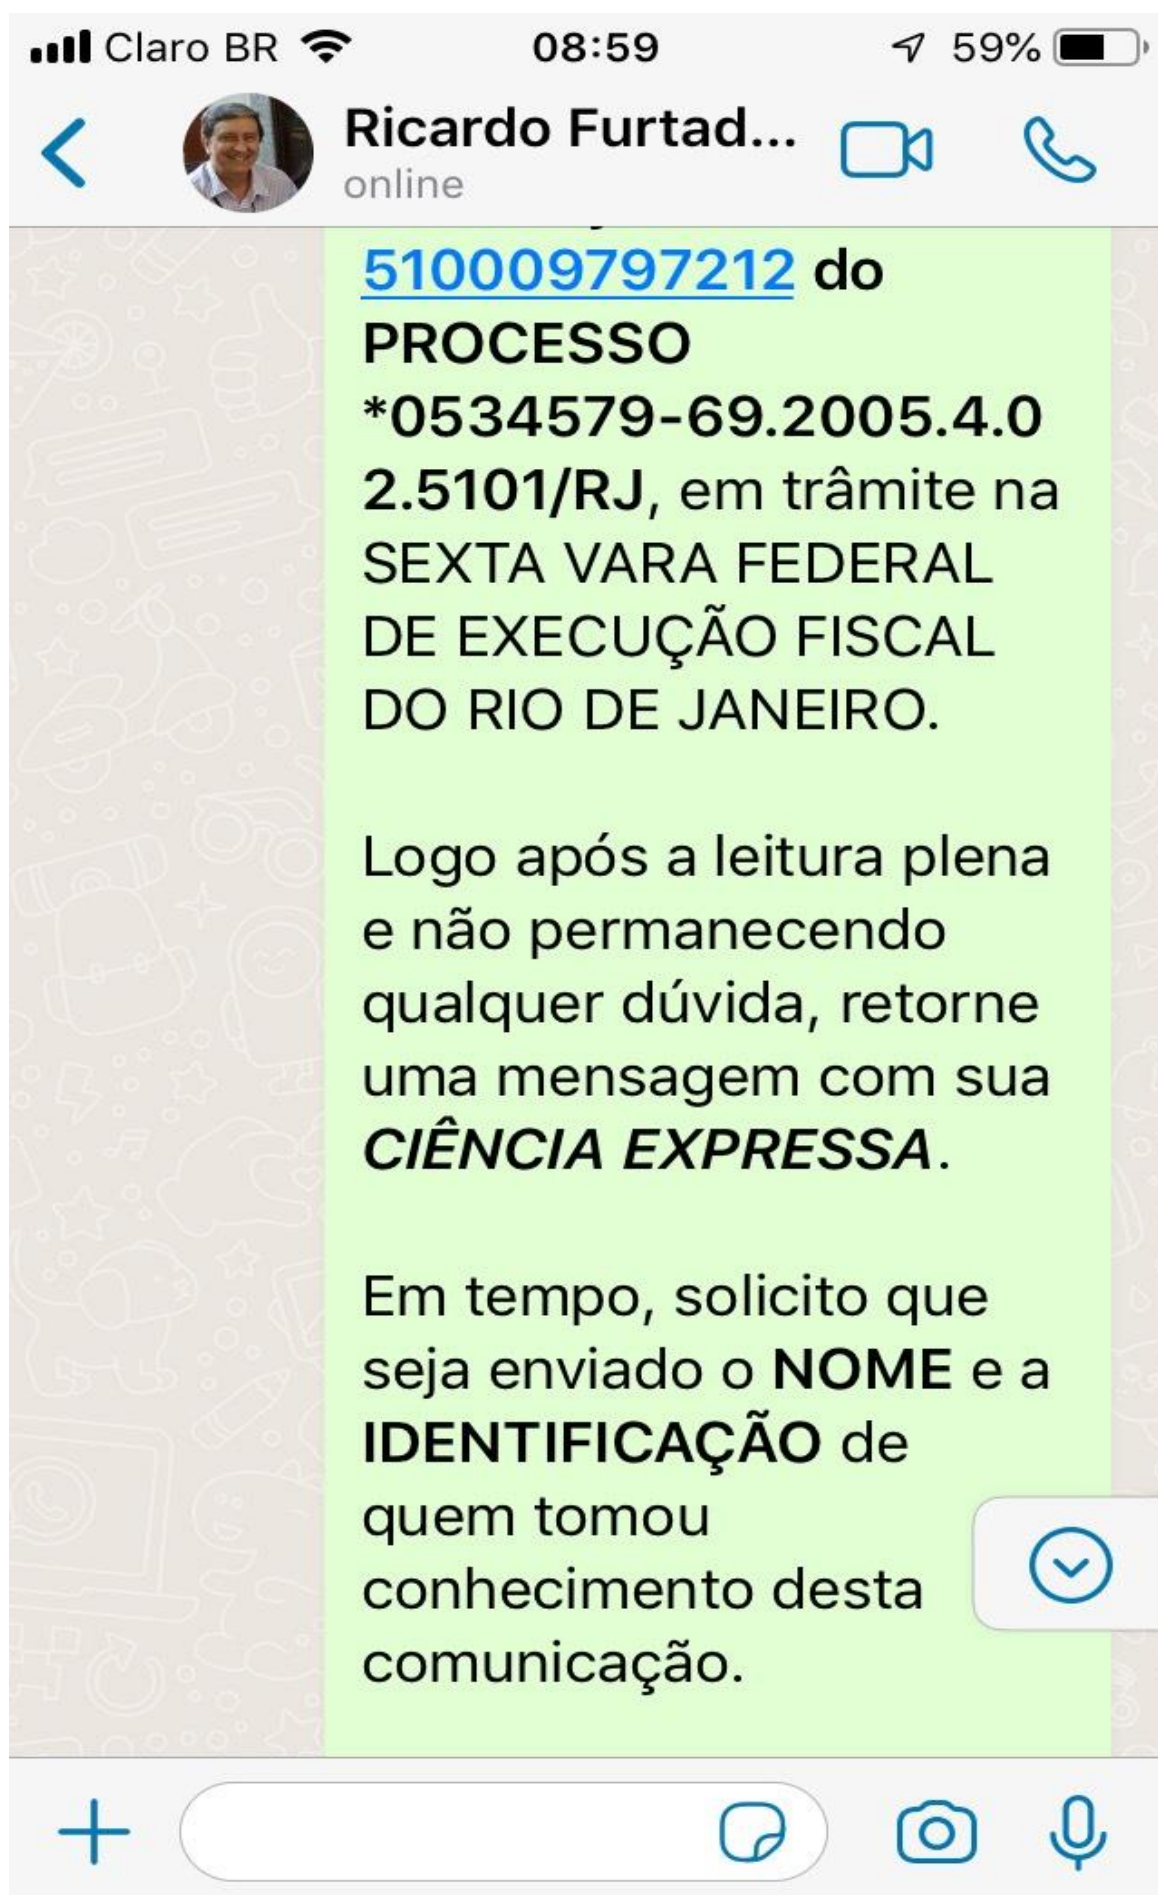 Claro BR 08:59 59%
Ricardo Furtad...
online
510009797212 do
PROCESSO
*0534579-69.2005.4.0
2.5101/RJ, em trâmite na
SEXTA VARA FEDERAL
DE EXECUÇÃO FISCAL
DO RIO DE JANEIRO.
Logo após a leitura plena
e não permanecendo
qualquer dúvida, retorne
uma mensagem com sua
CIÊNCIA EXPRESSA.
Em tempo, solicito que
seja enviado o NOME e a
IDENTIFICAÇÃO de
quem tomou
conhecimento desta
comunicação.